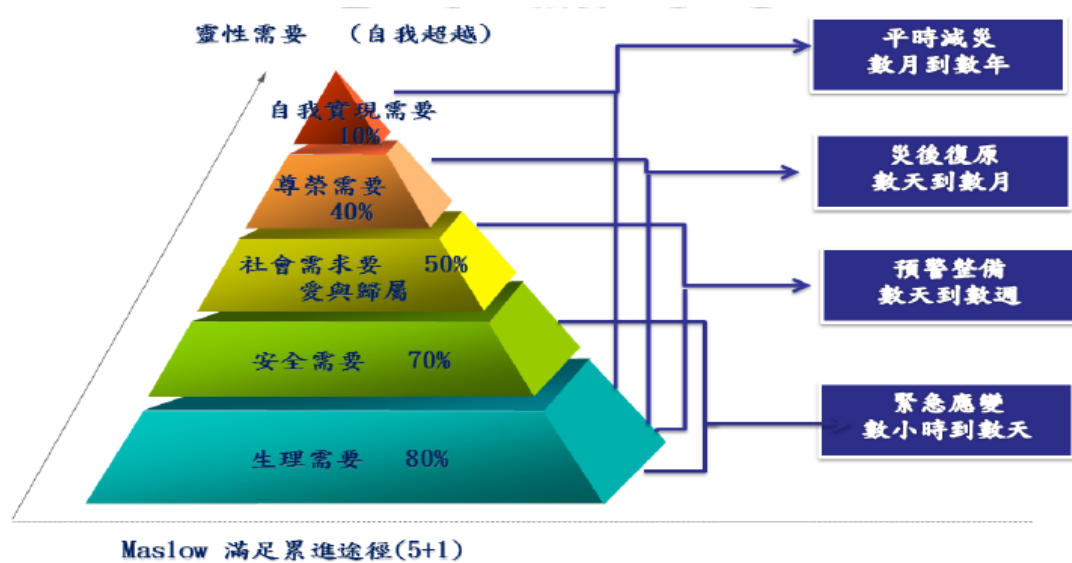 靈性需要 (自我超越)
自我實現需要
10%
尊榮需要
40%
社會需求要 50%
愛與歸屬
安全需要 70%
生理需要 80%
Maslow 滿足累進途徑(5+1)
平時減災
數月到數年
災後復原
數天到數月
預警整備
數天到數週
緊急應變
數小時到數天